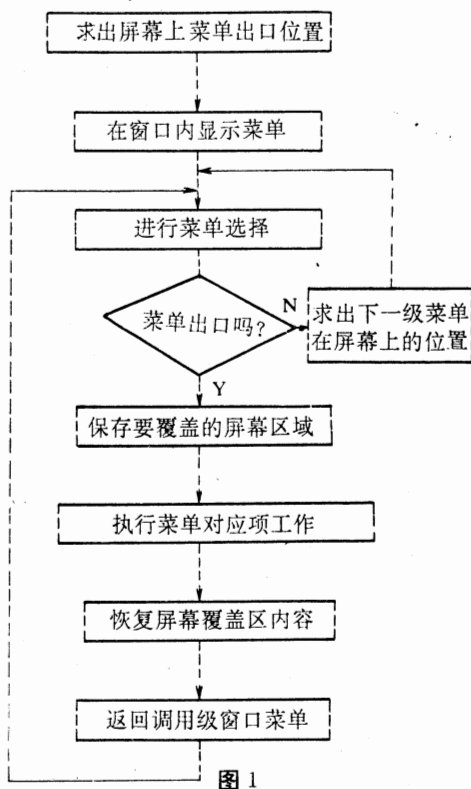 求出屏幕上菜单出口位置
在窗口内显示菜单
进行菜单选择
菜单出口吗?
N
求出下一级菜单
在屏幕上的位置
Y
保存要覆盖的屏幕区域
执行菜单对应项工作
恢复屏幕覆盖区内容
返回调用级窗口菜单
图1